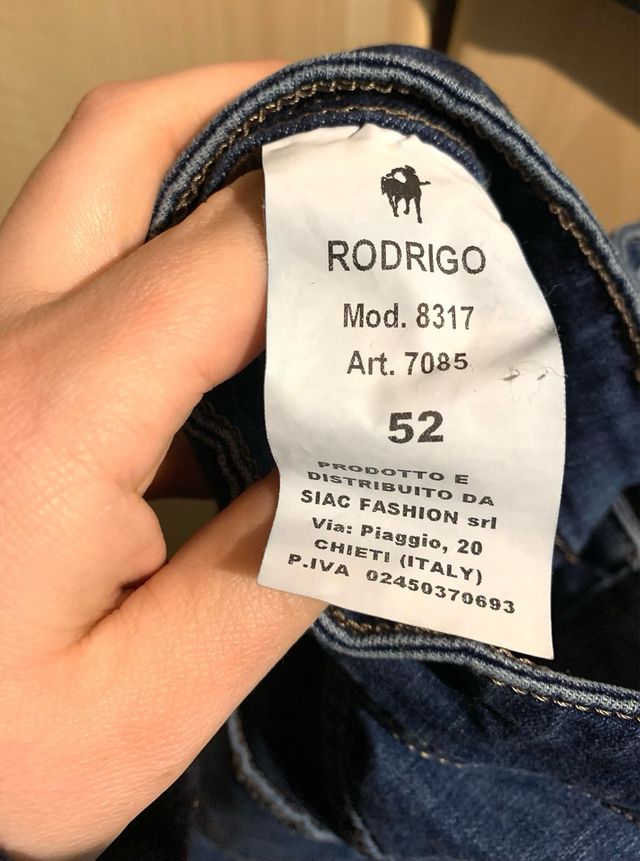 RODRIGO
Mod. 8317
Art. 7085
52
PRODOTTO E
DISTRIBUITO DA
SIAC FASHION srl
Via: Piaggio, 20
CHIETI (ITALY)
P.IVA 02450370693